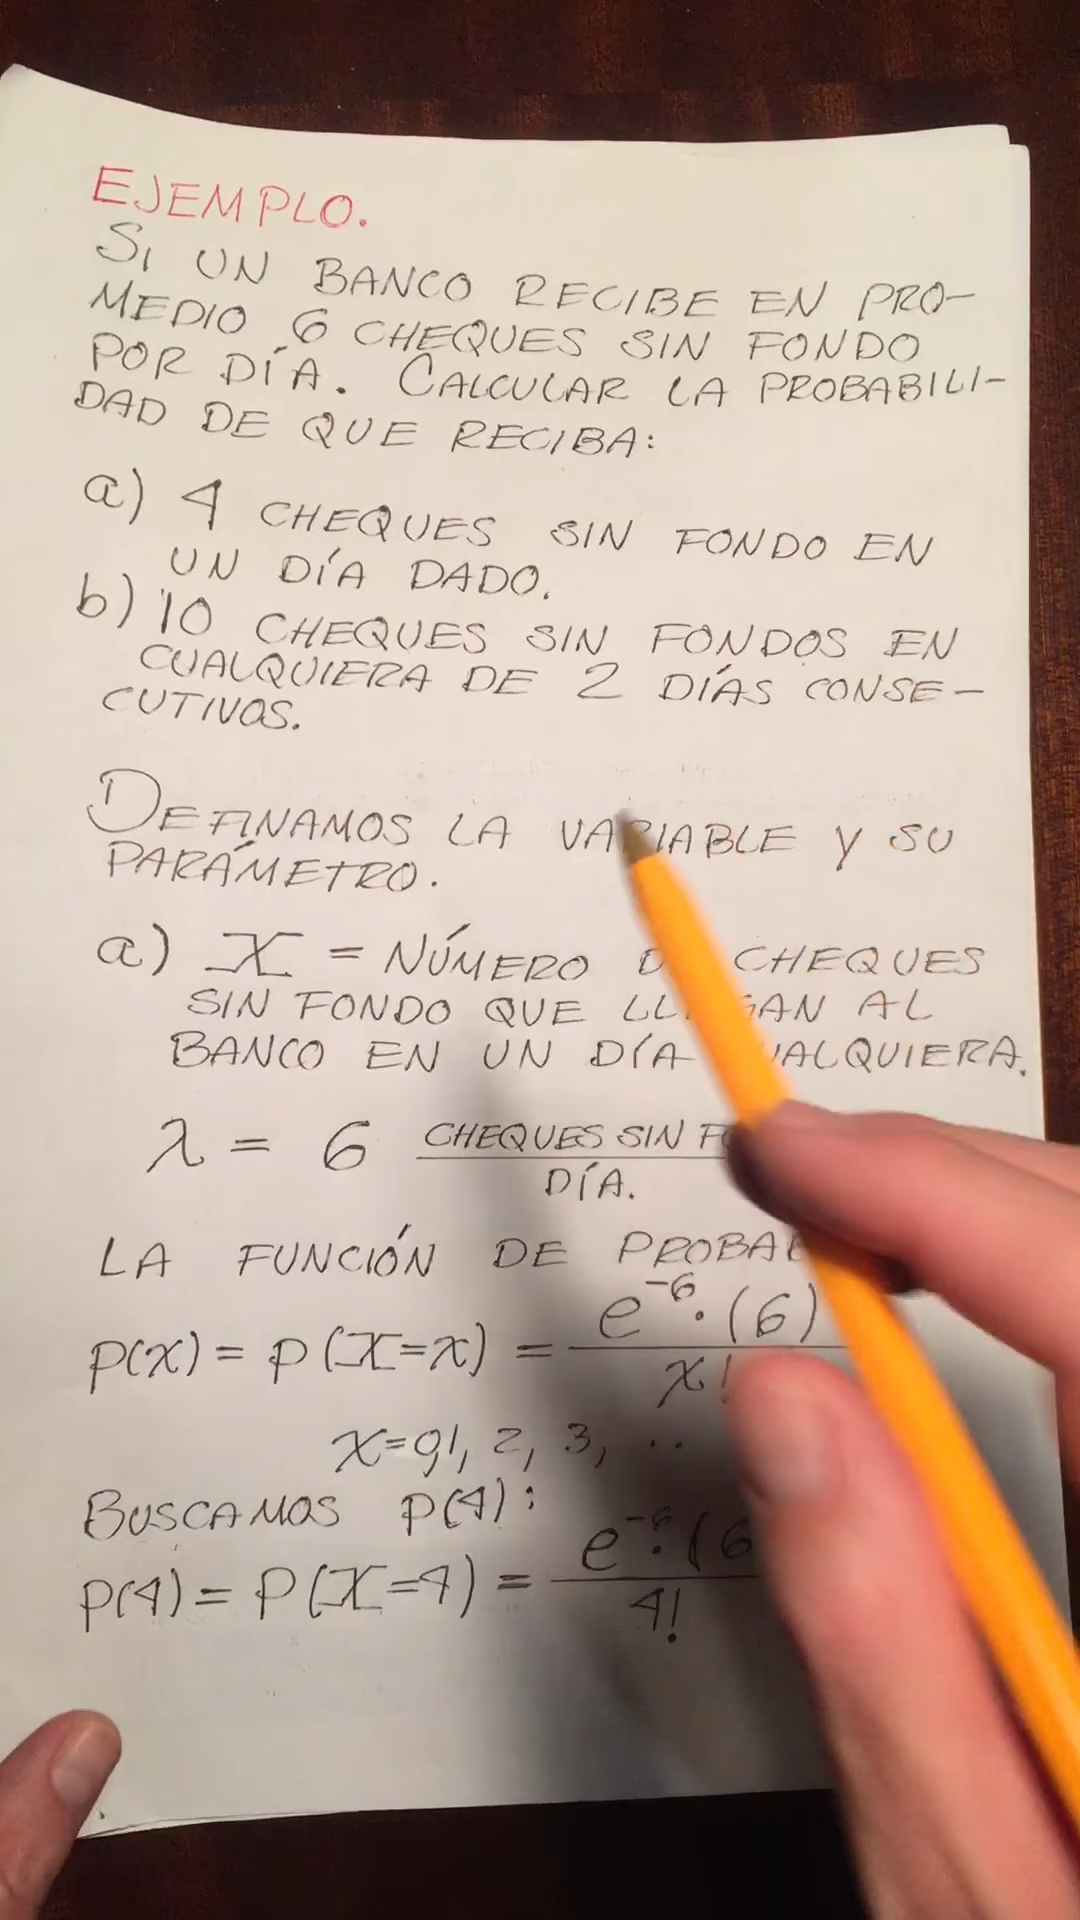 EJEMPLO.
SI UN BANCO RECIBE EN PRO-
MEDIO 6 CHEQUES SIN FONDO
POR DÍA. CALCULAR LA PROBABILI-
DAD DE QUE RECIBA:
a) 4 CHEQUES SIN FONDO EN
UN DÍA DADO.
b) 10 CHEQUES SIN FONDOS EN
CUALQUIERA DE 2 DÍAS CONSE-
CUTIVOS.
DEFINAMOS LA VARIABLE Y SU
PARÁMETRO.
a) X = NÚMERO CHEQUES
SIN FONDO QUE AL
BANCO EN UN DÍA
λ = 6 CHEQUES SIN
DÍA.
LA FUNCIÓN DE
p(x) = P(X=x) = e^-6 · (6)
x!
x=0,1, 2, 3, ..
BUSCAMOS P(4):
P(4) = P(X=4) = e^-6 · (6
4!